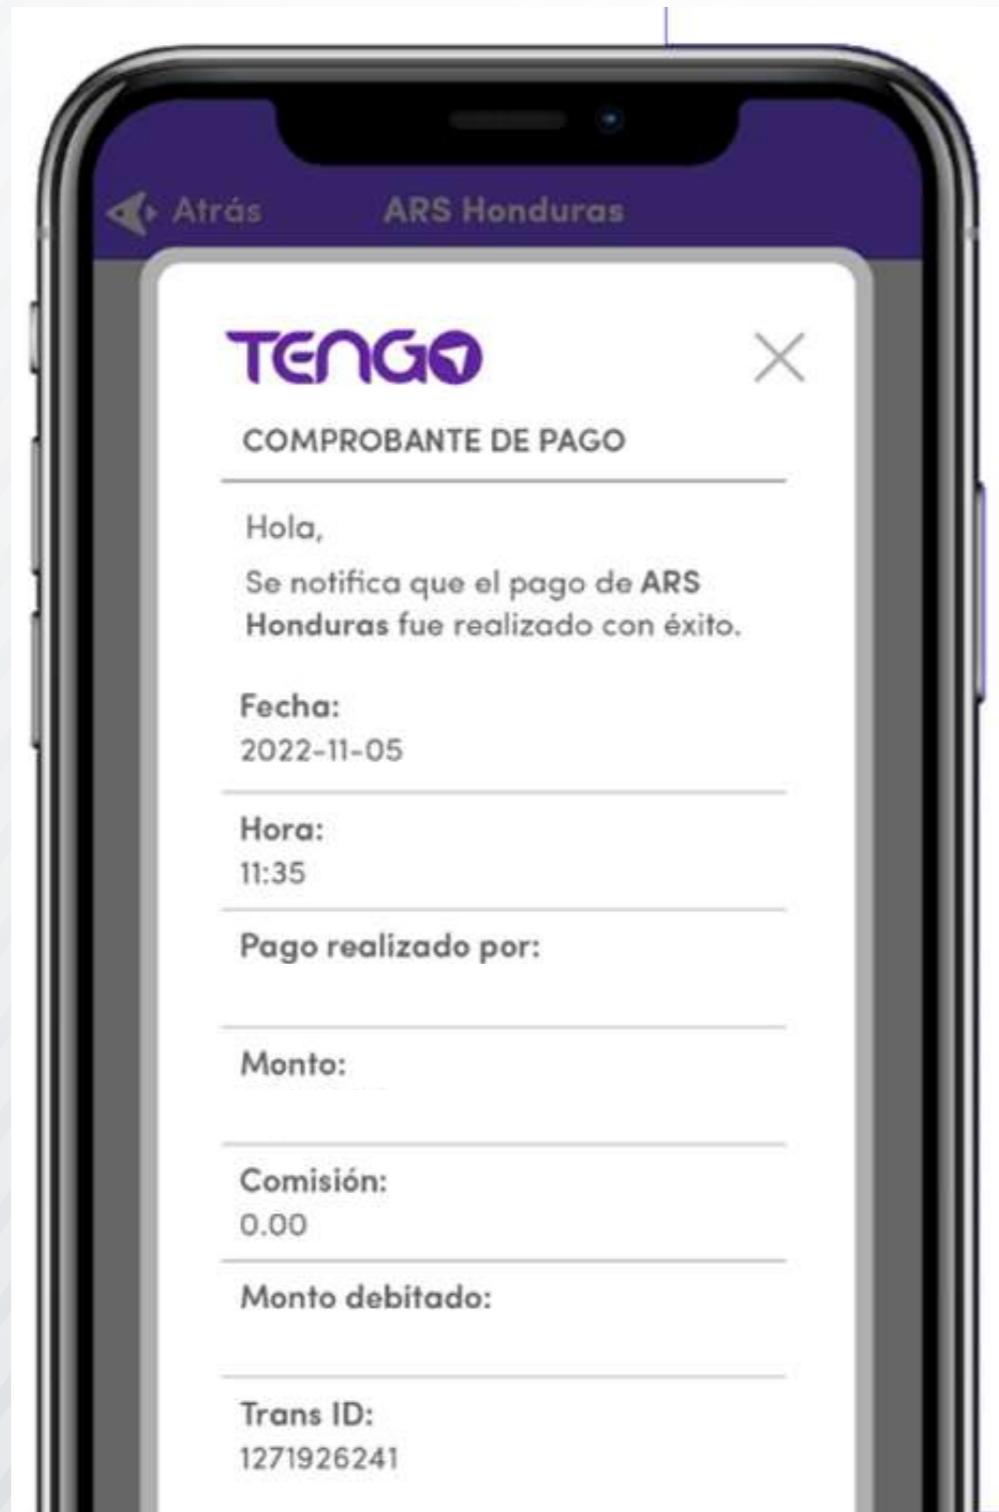 Atrás
ARS Honduras
TENGO
COMPROBANTE DE PAGO
Hola,
Se notifica que el pago de ARS
Honduras fue realizado con éxito.
Fecha:
2022-11-05
Hora:
11:35
Pago realizado por:
Monto:
Comisión:
0.00
Monto debitado:
Trans ID:
1271926241